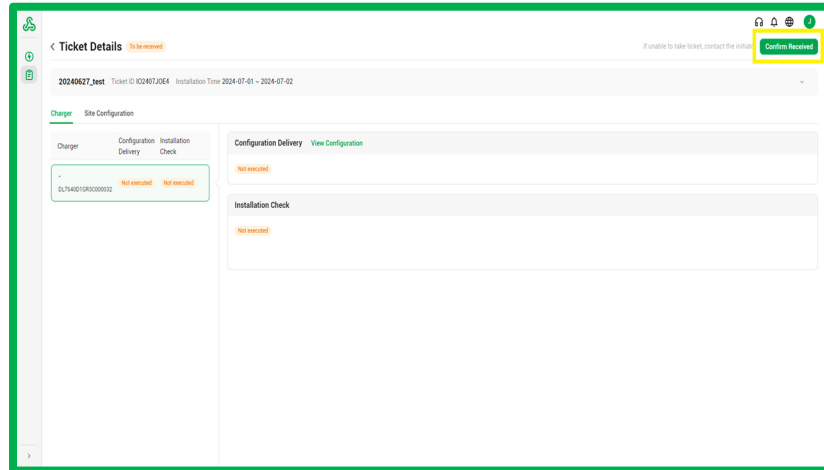 J
< Ticket Details To be received
If unable to take ticket, contact the initiato
Confirm Received
20240627_test Ticket ID IO2407JOE4 Installation Time 2024-07-01 ~ 2024-07-02
Charger Site Configuration
Charger
Configuration Delivery
Installation Check
-
DL7640D1GR3C000032
Not executed
Not executed
Configuration Delivery View Configuration
Not executed
Installation Check
Not executed